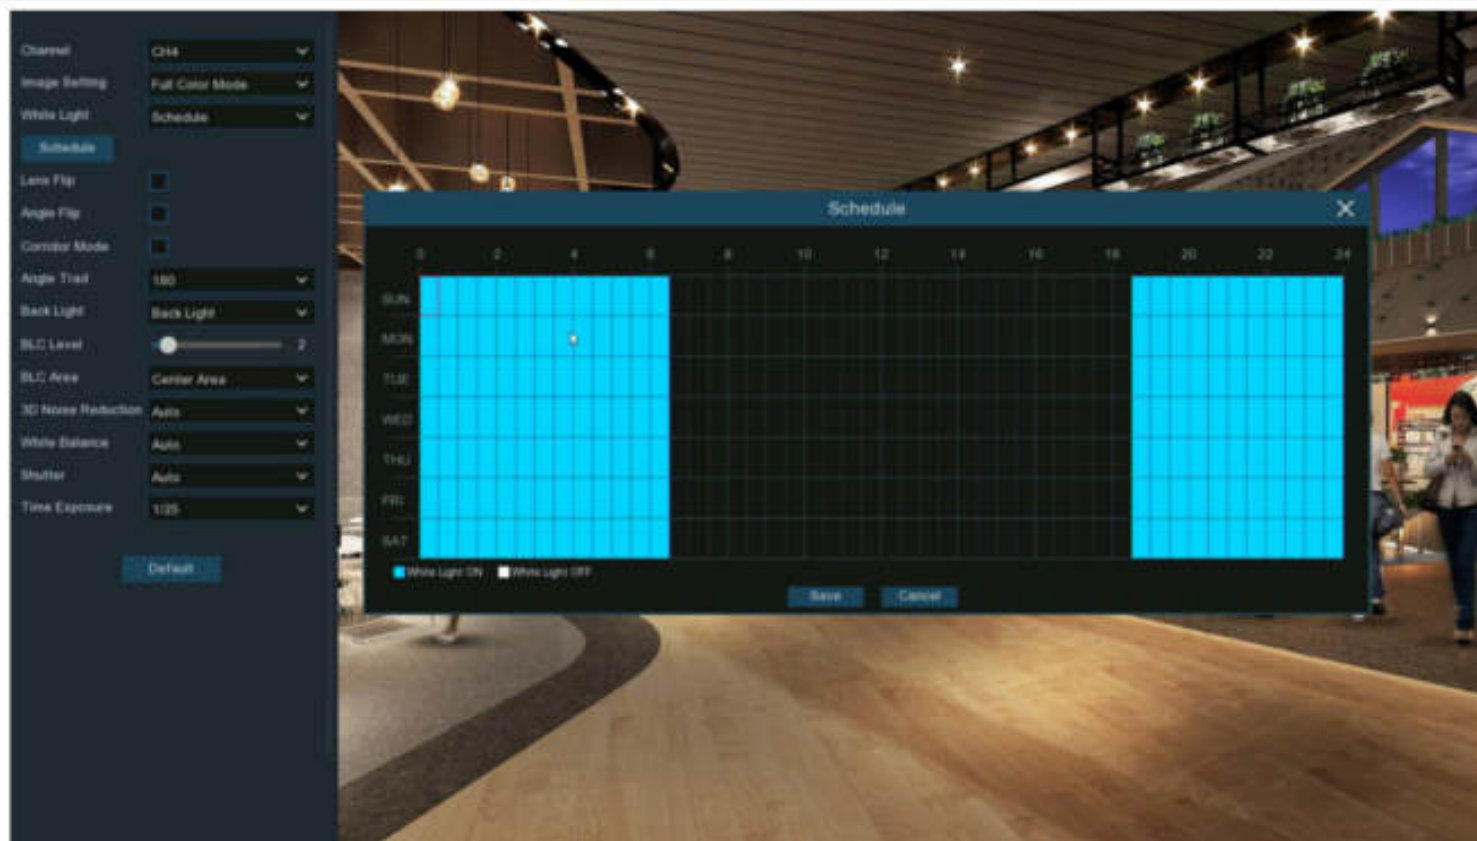 Channel CH4
Image Setting Full Color Mode
White Light Schedule
Schedule
Lens Flip
Angle Flip
Corridor Mode
Angle Trad 180
Back Light Back Light
BLC Level 2
BLC Area Center Area
3D Noise Reduction Auto
White Balance Auto
Shutter Auto
Time Exposure 1/25
Default
Schedule
0 2 4 6 8 10 12 14 16 18 20 22 24
SUN
MON
TUE
WED
THU
FRI
SAT
White Light ON White Light OFF
Save Cancel